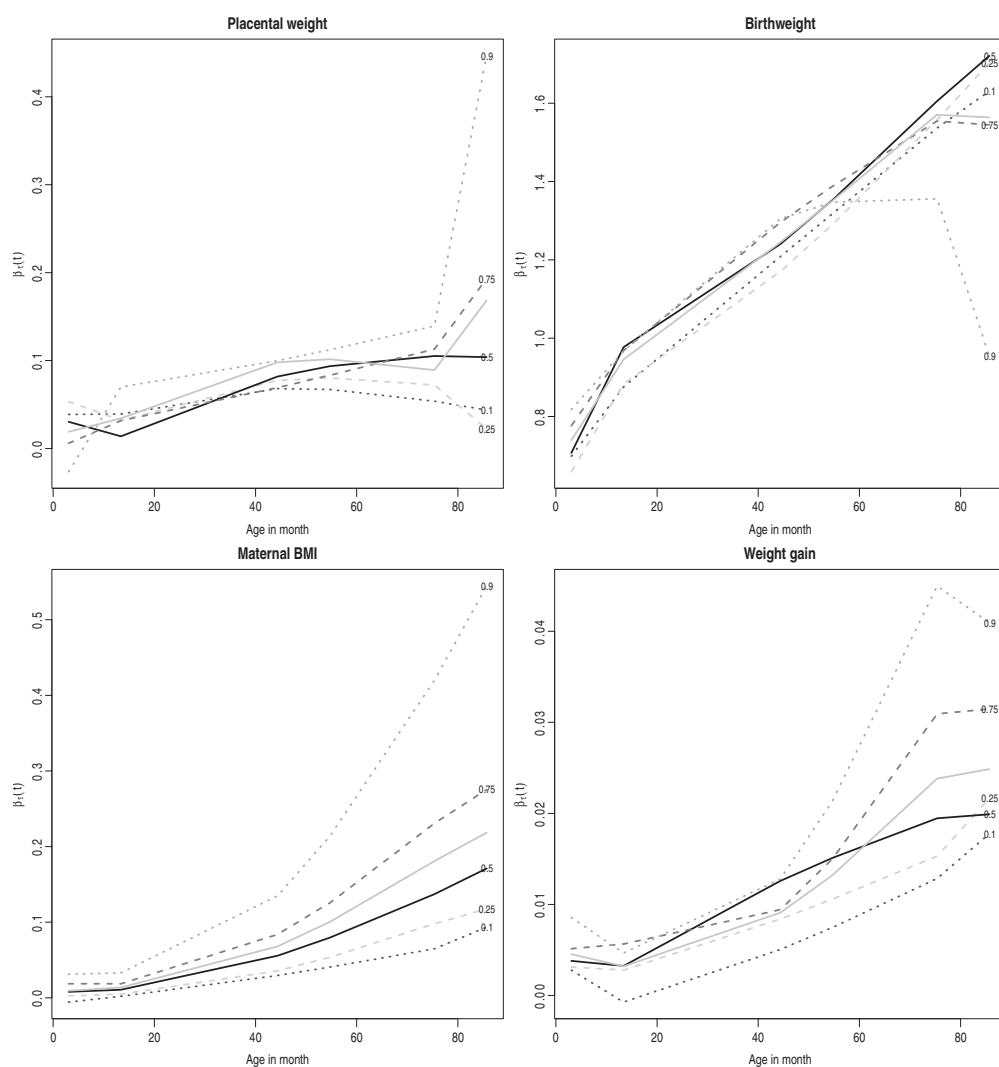 Placental weight
0.9
0.75
0.5
0.1
0.25
0.4
0.3
0.2
0.1
0.0
βτ(t)
0 20 40 60 80
Age in month
Birthweight
0.5
0.25
0.1
0.75
0.9
1.6
1.4
1.2
1.0
0.8
βτ(t)
0 20 40 60 80
Age in month
Maternal BMI
0.9
0.75
0.5
0.25
0.1
0.5
0.4
0.3
0.2
0.1
0.0
βτ(t)
0 20 40 60 80
Age in month
Weight gain
0.9
0.75
0.25
0.5
0.1
0.04
0.03
0.02
0.01
0.00
βτ(t)
0 20 40 60 80
Age in month